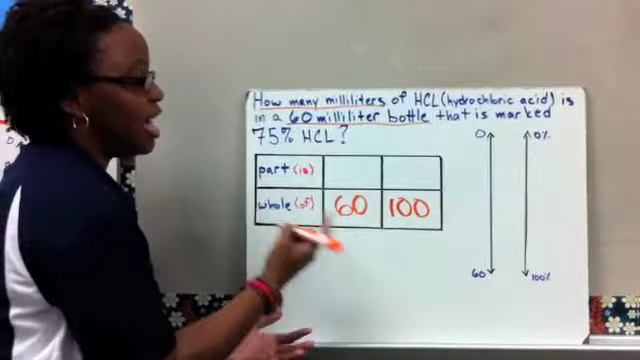 How many milliliters of HCL (hydrochloric acid) is
in a 60 milliliter bottle that is marked
75% HCL?
part (is)
whole (of) 60 100
0 0%
60 100%